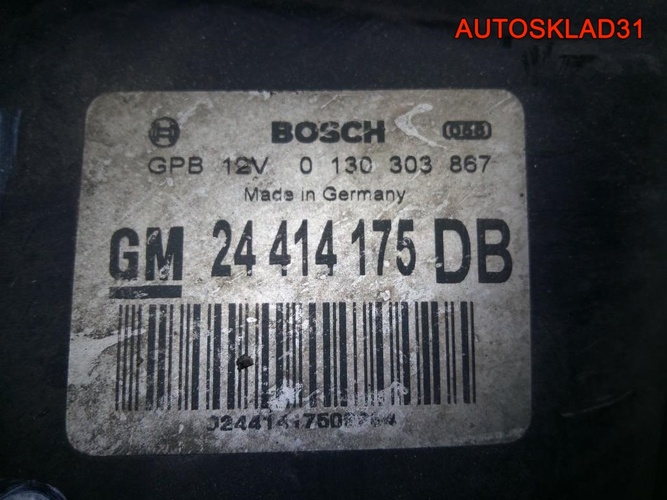 AUTOSKLAD31
BOSCH
GPB 12V 0 130 303 867
Made in Germany
GM 24 414 175 DB